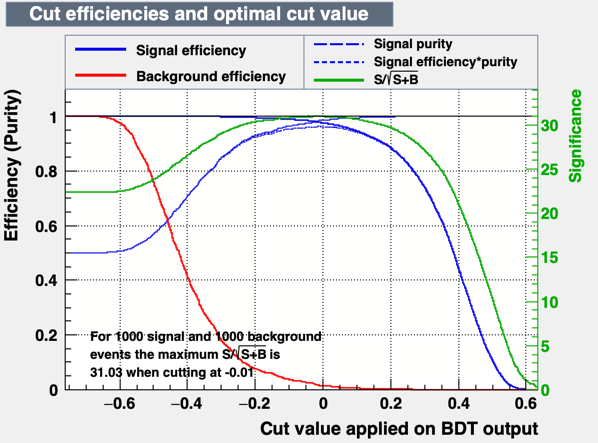 Cut efficiencies and optimal cut value
Signal efficiency
Background efficiency
Signal purity
Signal efficiency*purity
S/√S+B
Efficiency (Purity)
Significance
1
0.8
0.6
0.4
0.2
0
30
25
20
15
10
5
0
For 1000 signal and 1000 background
events the maximum S/√S+B is
31.03 when cutting at -0.01
−0.6 −0.4 −0.2 0 0.2 0.4 0.6
Cut value applied on BDT output